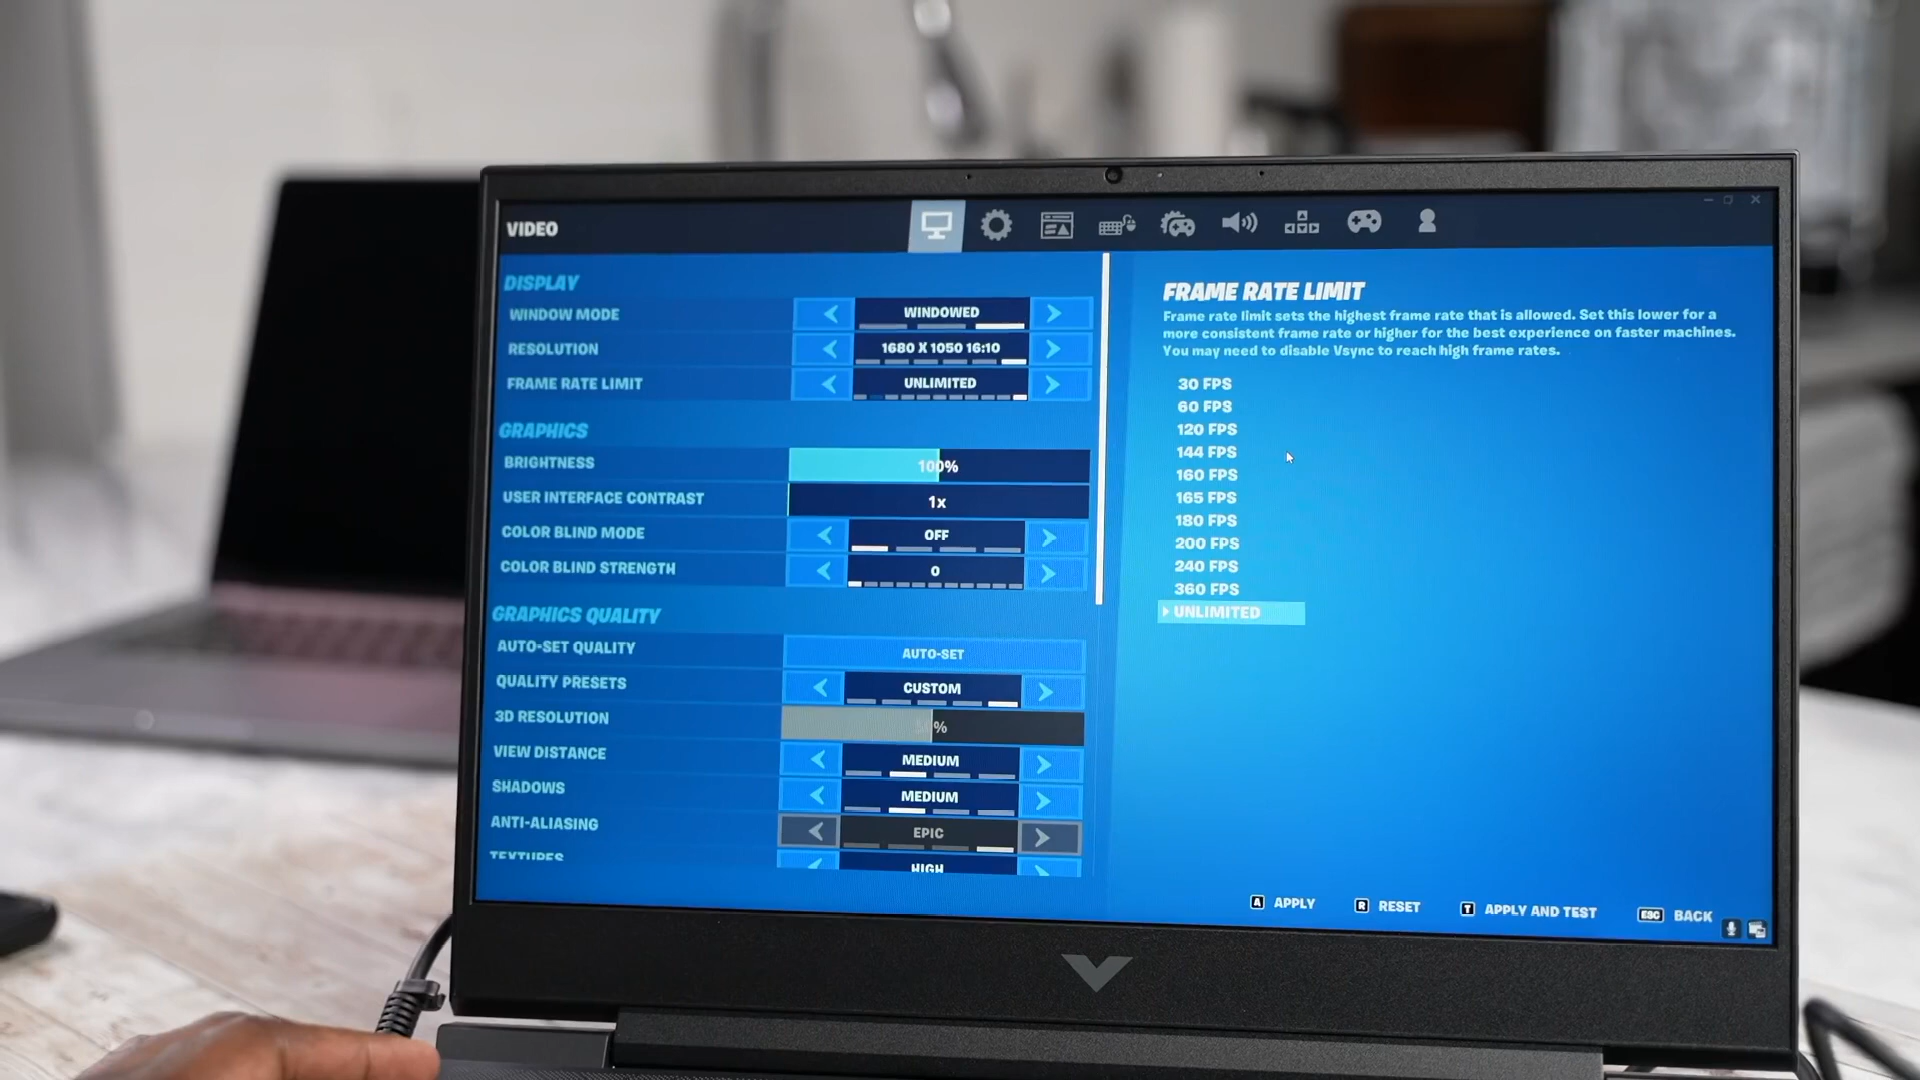 VIDEO
DISPLAY
WINDOW MODE
WINDOWED
RESOLUTION
1680 X 1050 16:10
FRAME RATE LIMIT
UNLIMITED
GRAPHICS
BRIGHTNESS
100%
USER INTERFACE CONTRAST
1x
COLOR BLIND MODE
OFF
COLOR BLIND STRENGTH
0
GRAPHICS QUALITY
AUTO-SET QUALITY
AUTO-SET
QUALITY PRESETS
CUSTOM
3D RESOLUTION
%
VIEW DISTANCE
MEDIUM
SHADOWS
MEDIUM
ANTI-ALIASING
EPIC
TEXTURES
HIGH
FRAME RATE LIMIT
Frame rate limit sets the highest frame rate that is allowed. Set this lower for a
more consistent frame rate or higher for the best experience on faster machines.
You may need to disable Vsync to reach high frame rates.
30 FPS
60 FPS
120 FPS
144 FPS
160 FPS
165 FPS
180 FPS
200 FPS
240 FPS
360 FPS
UNLIMITED
A APPLY
R RESET
T APPLY AND TEST
ESC BACK